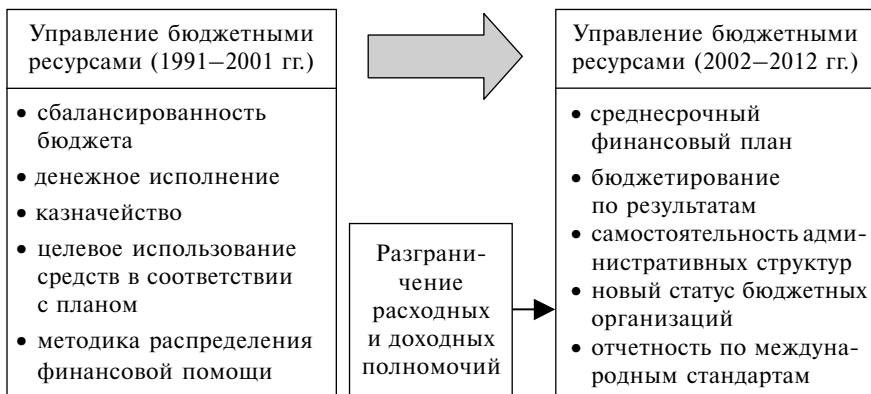 Управление бюджетными
ресурсами (1991–2001 гг.)
• сбалансированность
бюджета
• денежное исполнение
• казначейство
• целевое использование
средств в соответствии
с планом
• методика распределения
финансовой помощи
Разграни-
чение
расходных
и доходных
полномочий
Управление бюджетными
ресурсами (2002–2012 гг.)
• среднесрочный
финансовый план
• бюджетирование
по результатам
• самостоятельность адми-
нистративных структур
• новый статус бюджетных
организаций
• отчетность по междуна-
родным стандартам